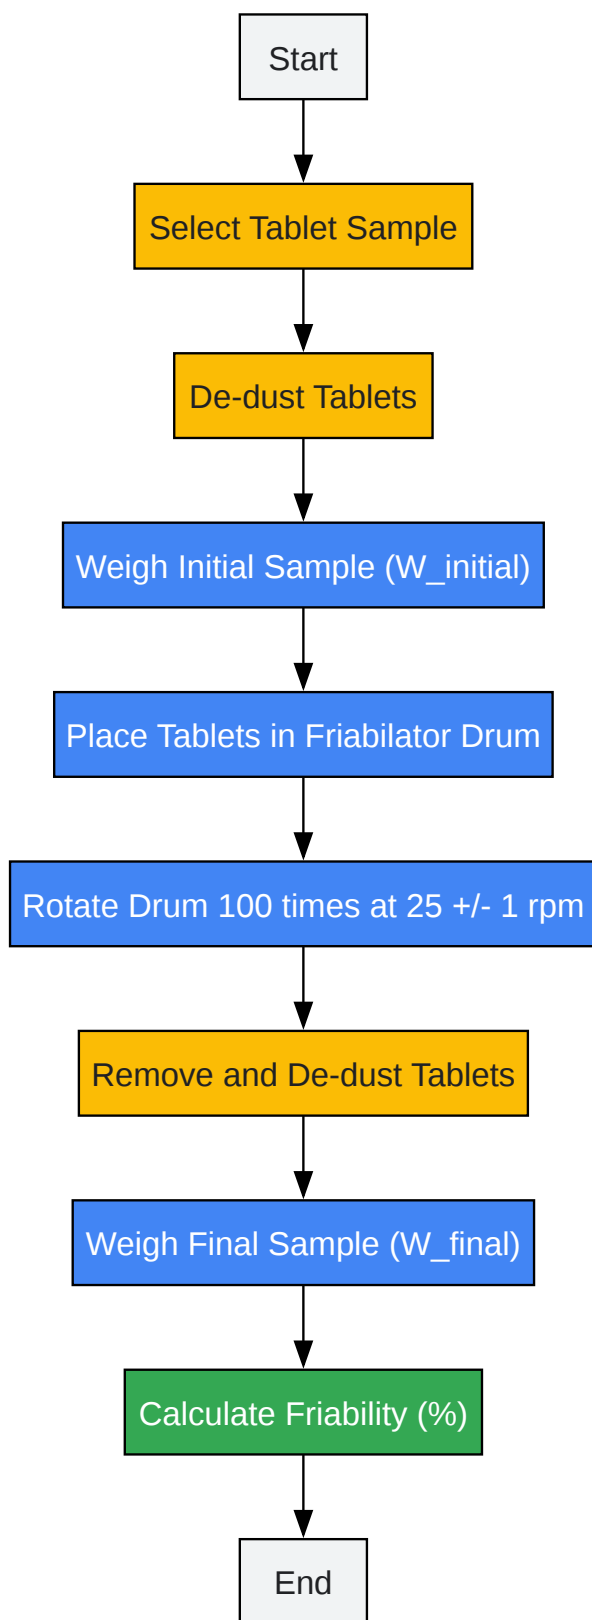 Start
Select Tablet Sample
De-dust Tablets
Weigh Initial Sample (W_initial)
Place Tablets in Friabilator Drum
Rotate Drum 100 times at 25 +/- 1 rpm
Remove and De-dust Tablets
Weigh Final Sample (W_final)
Calculate Friability (%)
End